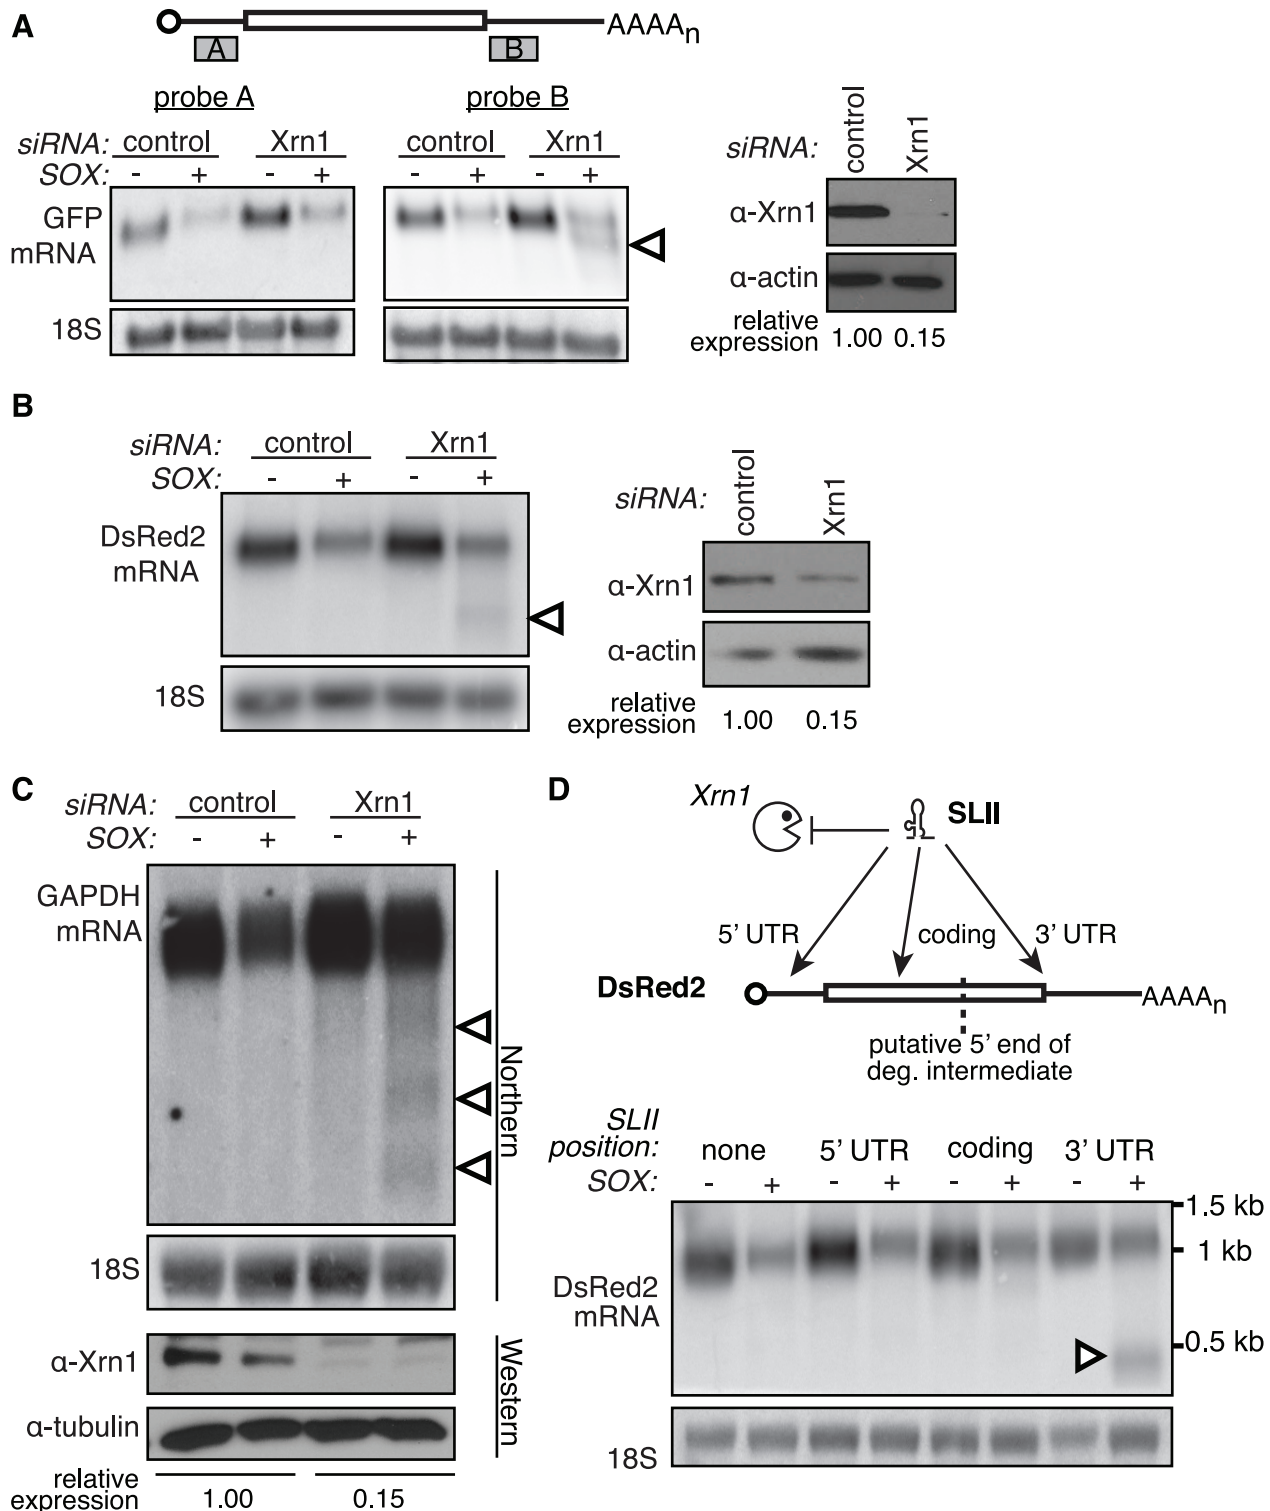 A
AAAAn
A
B
probe A
probe B
siRNA: control Xrn1 control Xrn1
SOX: - + - + - + - +
GFP
mRNA
18S
siRNA: control Xrn1
α-Xrn1
α-actin
relative
expression 1.00 0.15
B
siRNA: control Xrn1
SOX: - + - +
DsRed2
mRNA
18S
siRNA: control Xrn1
α-Xrn1
α-actin
relative
expression 1.00 0.15
C
siRNA: control Xrn1
SOX: - + - +
GAPDH
mRNA
Northern
18S
α-Xrn1
Western
α-tubulin
relative
expression 1.00 0.15
D
Xrn1
SLII
5’ UTR coding 3’ UTR
DsRed2
AAAAn
putative 5’ end of
deg. intermediate
SLII
position: none 5’ UTR coding 3’ UTR
SOX: - + - + - + - +
1.5 kb
1 kb
DsRed2
mRNA
0.5 kb
18S